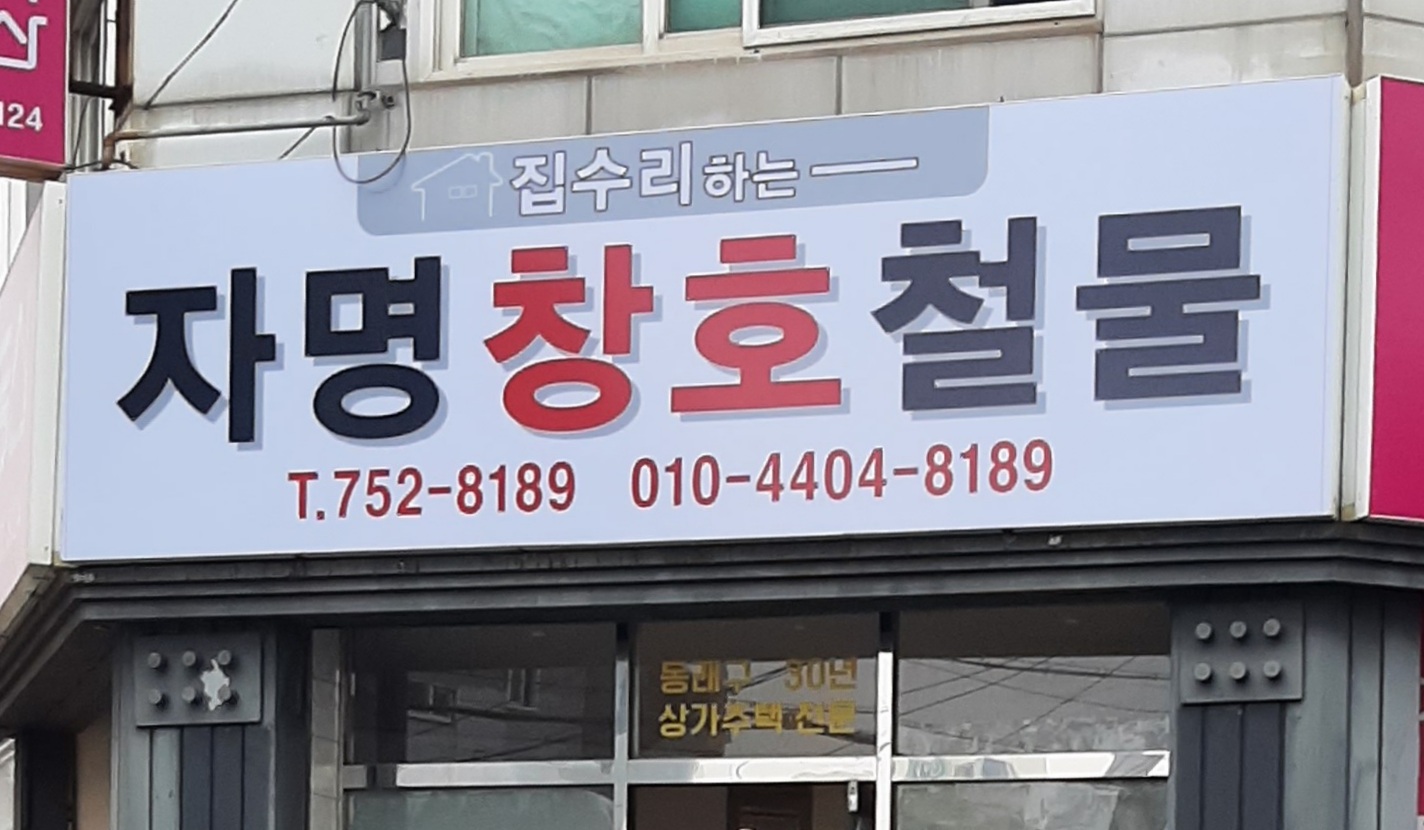 124
집수리하는
자명창호철물
T.752-8189 010-4404-8189
동래구 30년
상가주택 전문